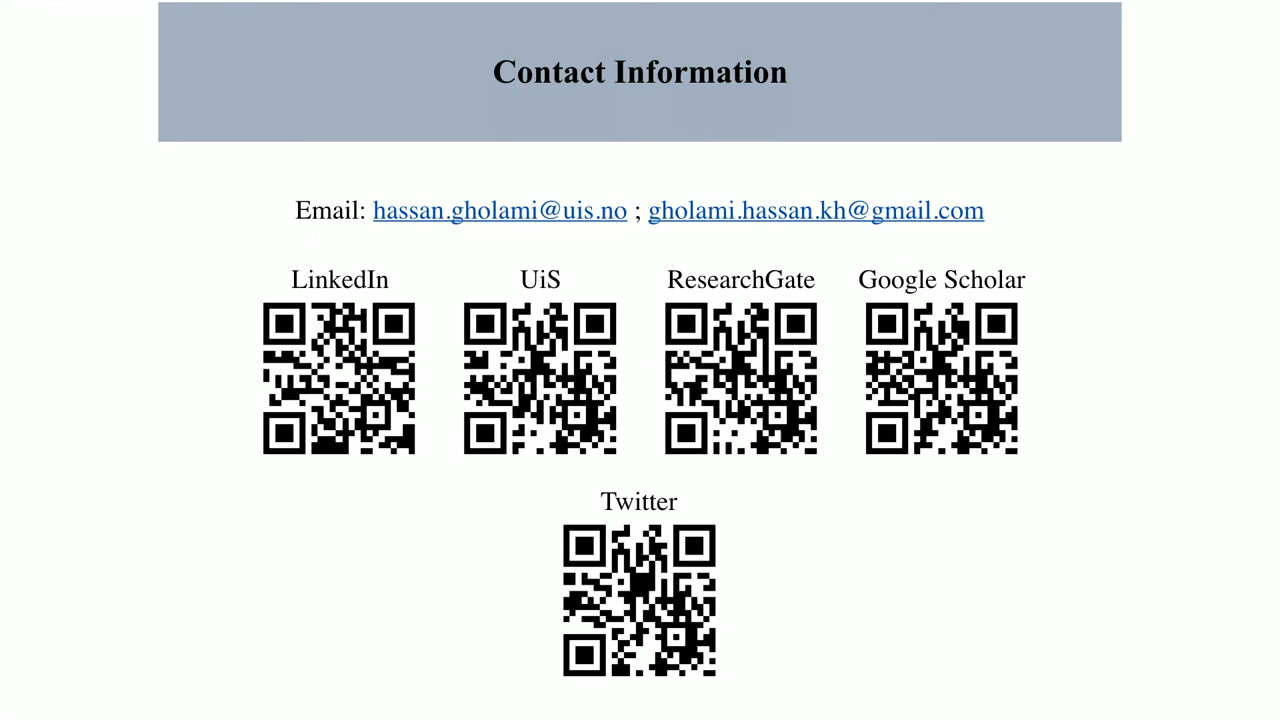 Contact Information
Email: hassan.gholami@uis.no ; gholami.hassan.kh@gmail.com
LinkedIn UiS ResearchGate Google Scholar
Twitter